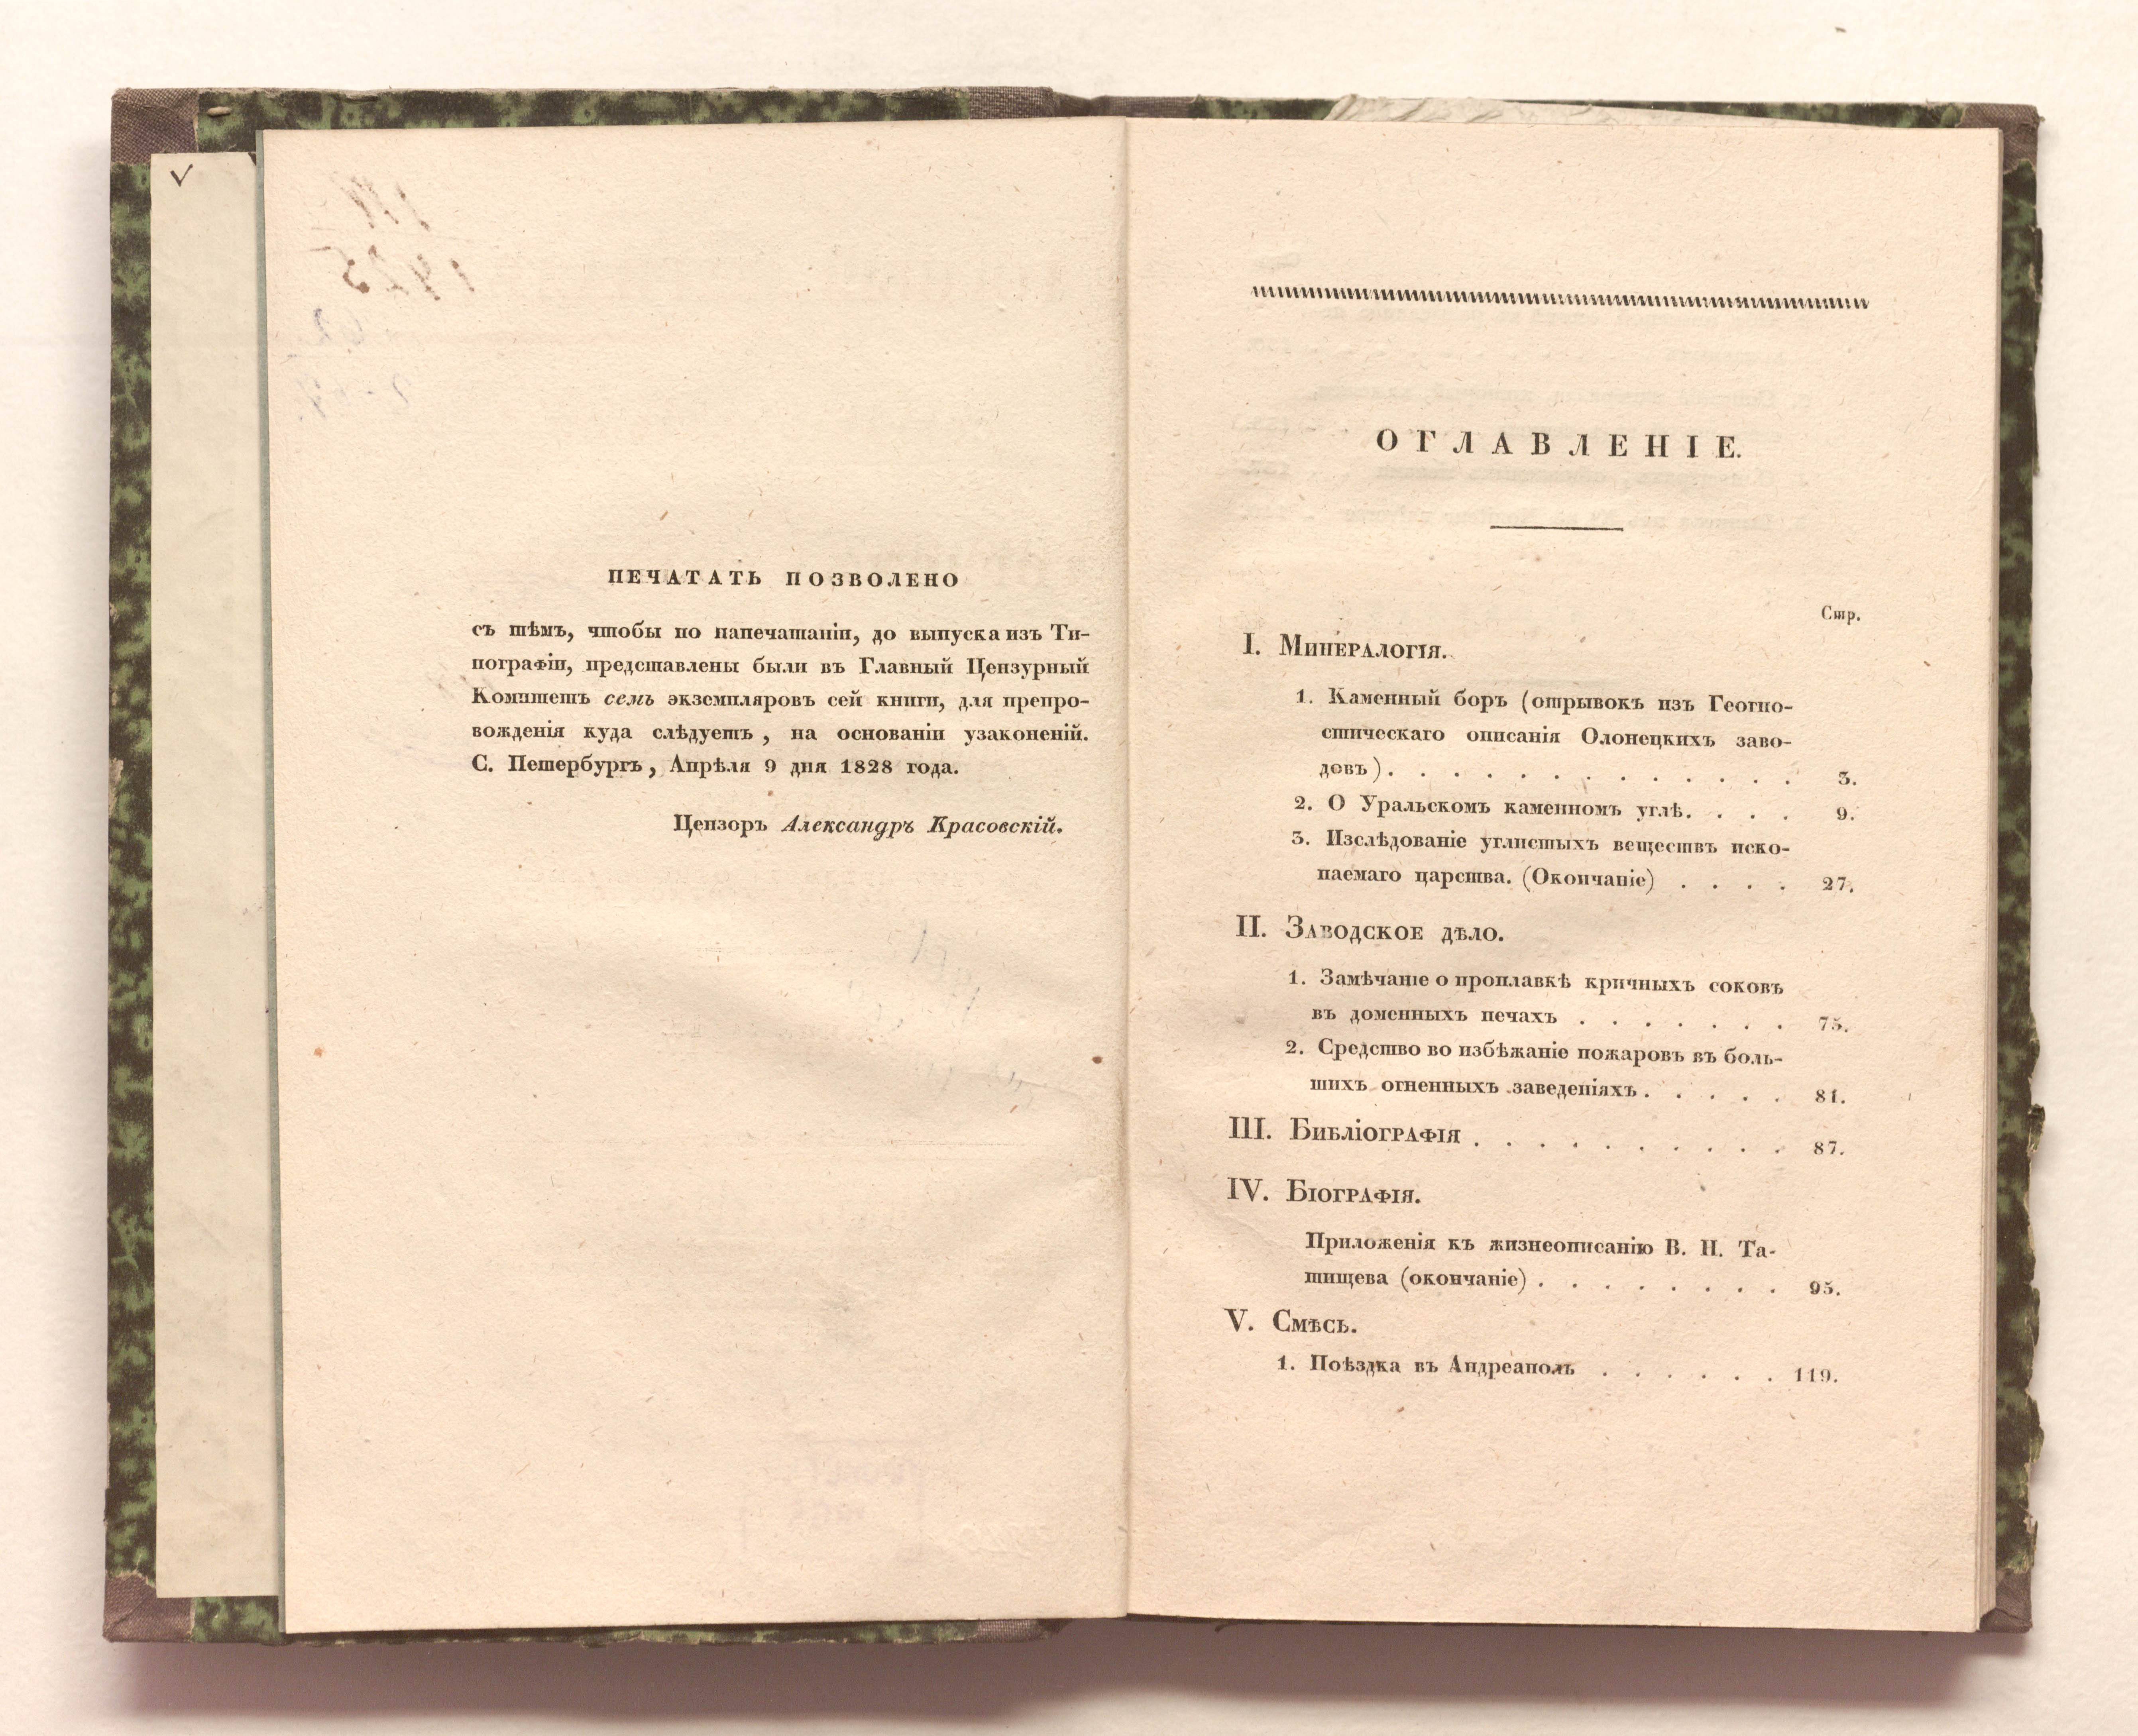 ПЕЧАТАТЬ ПОЗВОЛЕНО
съ тѣмъ, чтобы по напечатаніи, до выпуска изъ Ти-
пографіи, представлены были въ Главный Цензурный
Комитетъ семь экземпляровъ сей книги, для препро-
вожденія куда слѣдуетъ, на основаніи узаконеній.
С. Петербургъ, Апрѣля 9 дня 1828 года.
Цензоръ Александръ Красовскій.
ОГЛАВЛЕНІЕ.
Стр.
I. Минералогія.
1. Каменный боръ (отрывокъ изъ Геогно-
стическаго описанія Олонецкихъ заво-
довъ). . . . . . . . . . . . . . 3.
2. О Уральскомъ каменномъ углѣ. . . . 9.
3. Изслѣдованіе углистыхъ веществъ иско-
паемаго царства. (Окончаніе) . . . . 27.
II. Заводское дѣло.
1. Замѣчаніе о проплавкѣ кричныхъ соковъ
въ доменныхъ печахъ . . . . . . . 75.
2. Средство во избѣжаніе пожаровъ въ боль-
шихъ огненныхъ заведеніяхъ. . . . . 81.
III. Библіографія . . . . . . . . . . 87.
IV. Біографія.
Приложенія къ жизнеописанію В. Н. Та-
тищева (окончаніе) . . . . . . . . 95.
V. Смѣсь.
1. Поѣздка въ Андреаполь . . . . . . 119.